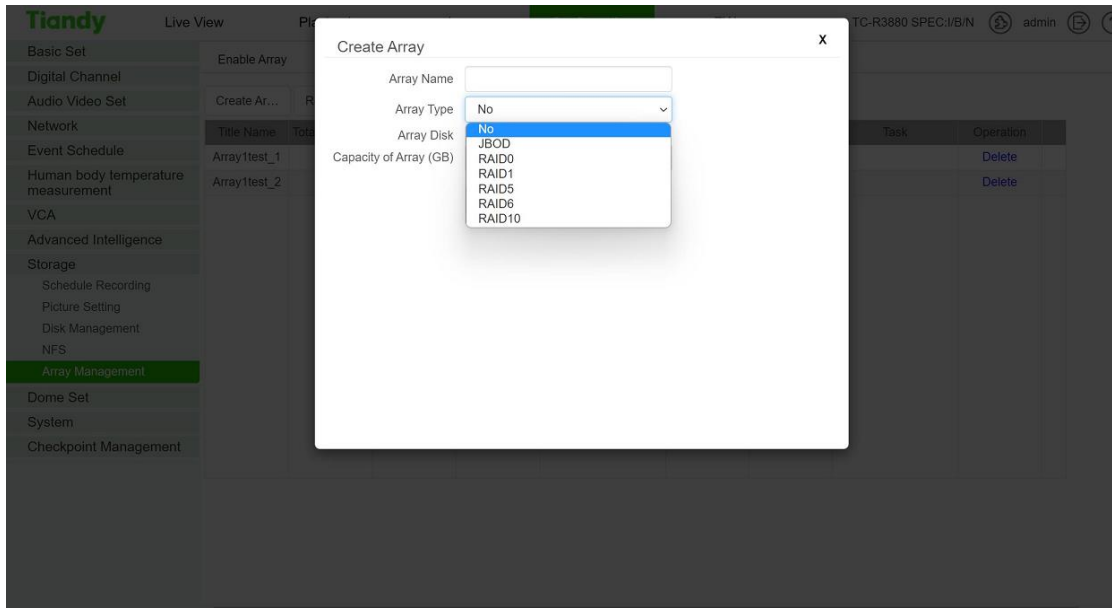 Tiandy
Live View
TC-R3880 SPEC:I/B/N
admin
Basic Set
Digital Channel
Audio Video Set
Network
Event Schedule
Human body temperature
measurement
VCA
Advanced Intelligence
Storage
Schedule Recording
Picture Setting
Disk Management
NFS
Array Management
Dome Set
System
Checkpoint Management
Enable Array
Create Ar...
Title Name
Task
Operation
Array1test_1
Delete
Array1test_2
Delete
Create Array
X
Array Name
Array Type
No
Array Disk
Capacity of Array (GB)
No
JBOD
RAID0
RAID1
RAID5
RAID6
RAID10